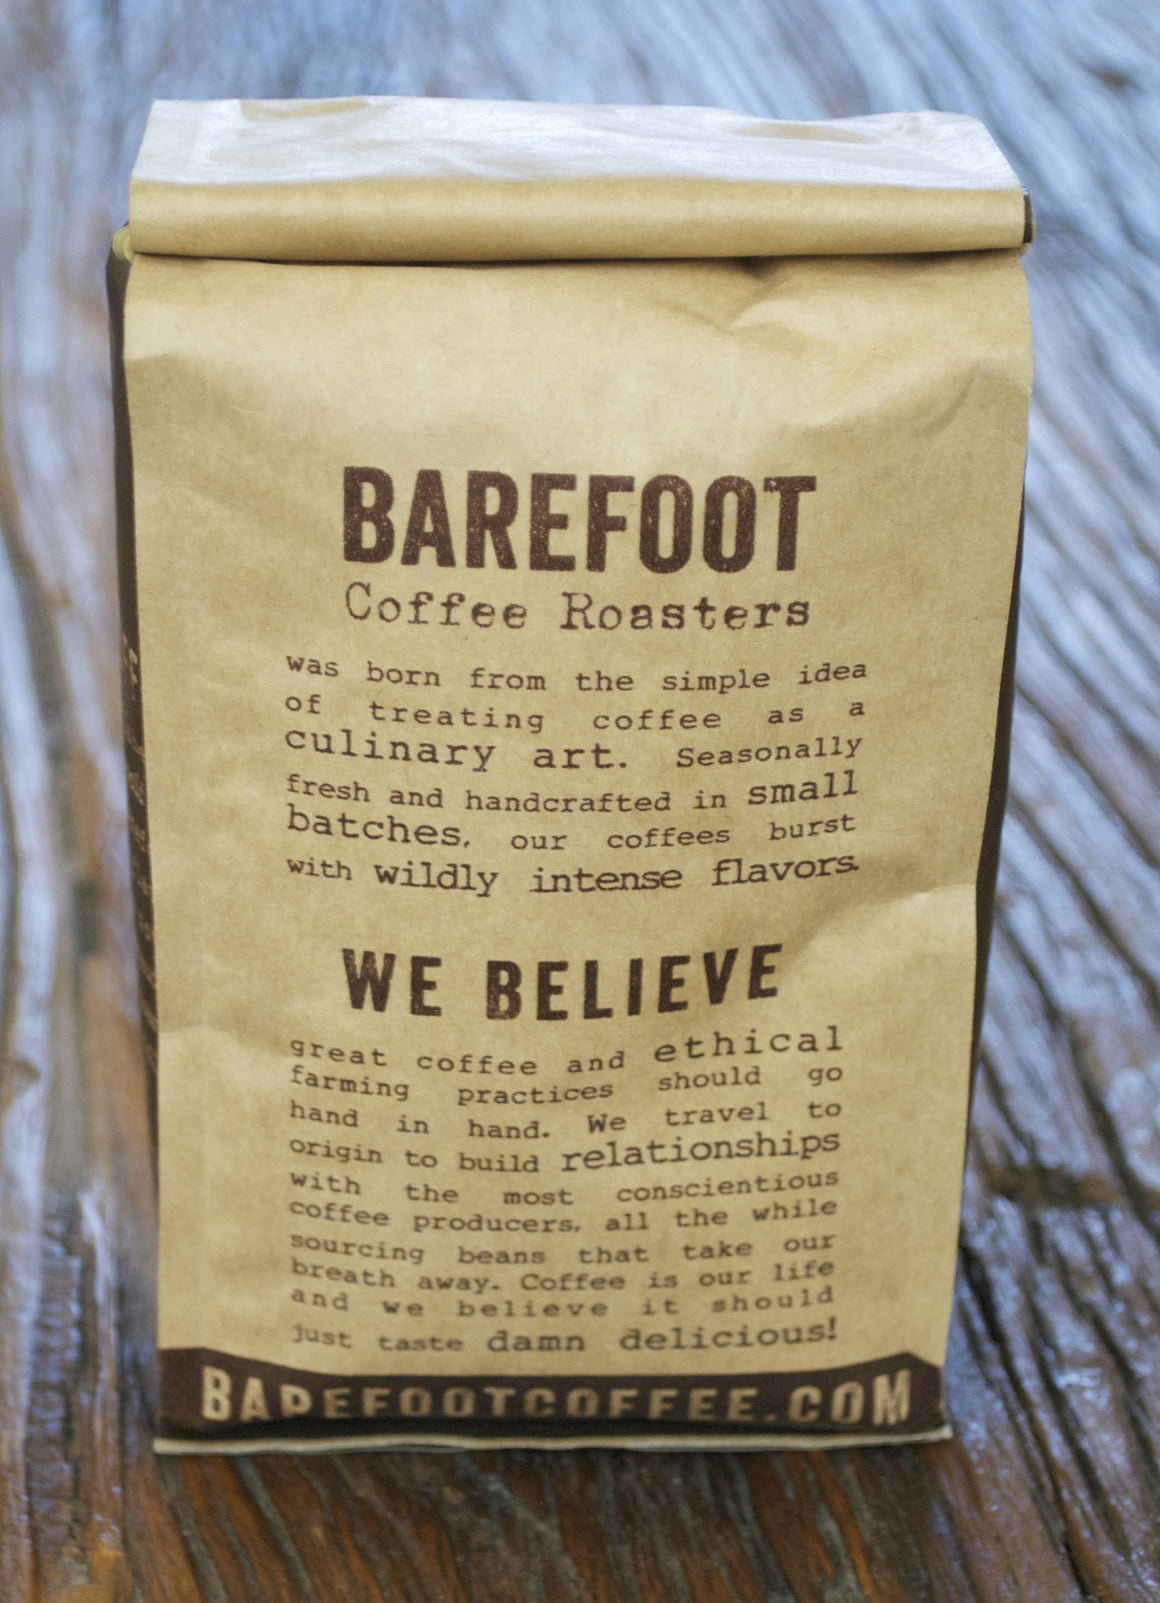 BAREFOOT
Coffee Roasters
was born from the simple idea
of treating coffee as a
culinary art. Seasonally
fresh and handcrafted in small
batches, our coffees burst
with wildly intense flavors.
WE BELIEVE
great coffee and ethical
farming practices should go
hand in hand. We travel to
origin to build relationships
with the most conscientious
coffee producers, all the while
sourcing beans that take our
breath away. Coffee is our life
and we believe it should
just taste damn delicious!
BAREFOOTCOFFEE.COM